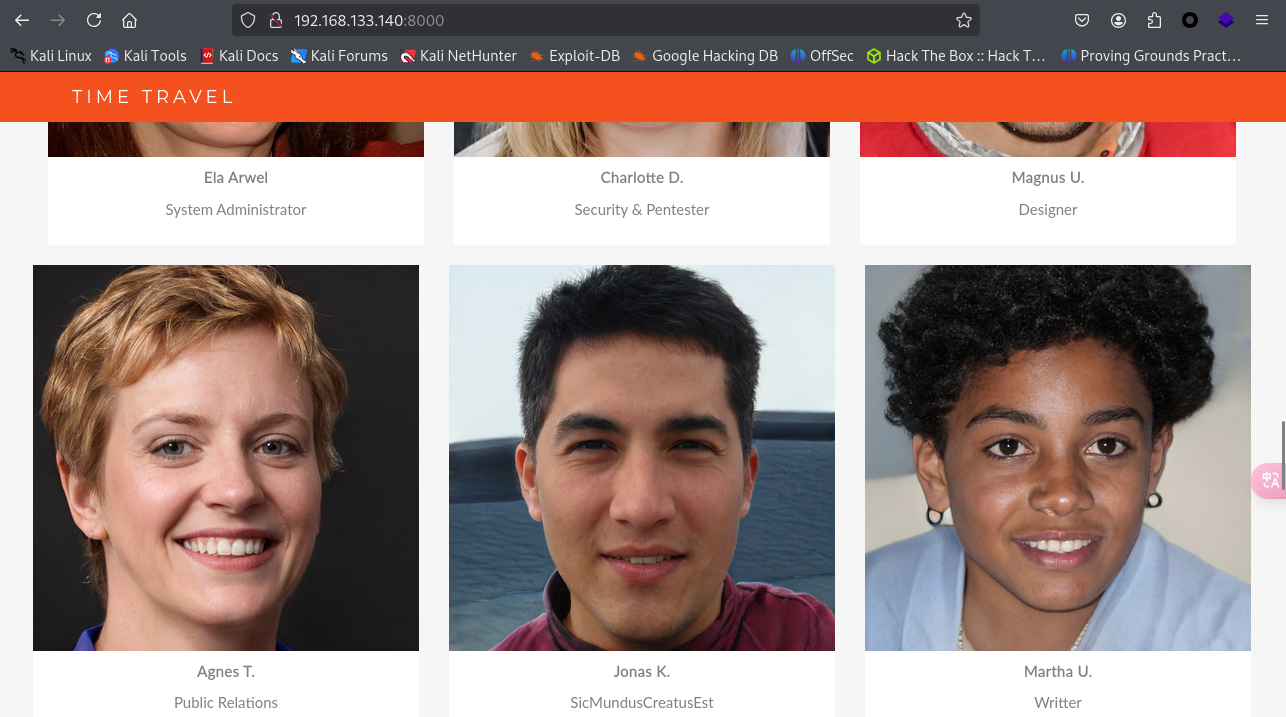 192.168.133.140:8000
Kali Linux Kali Tools Kali Docs Kali Forums Kali NetHunter Exploit-DB Google Hacking DB OffSec Hack The Box :: Hack T… Proving Grounds Pract…
TIME TRAVEL
Ela Arwel Charlotte D. Magnus U.
System Administrator Security & Pentester Designer
中A
Agnes T. Jonas K. Martha U.
Public Relations SicMundusCreatusEst Writter